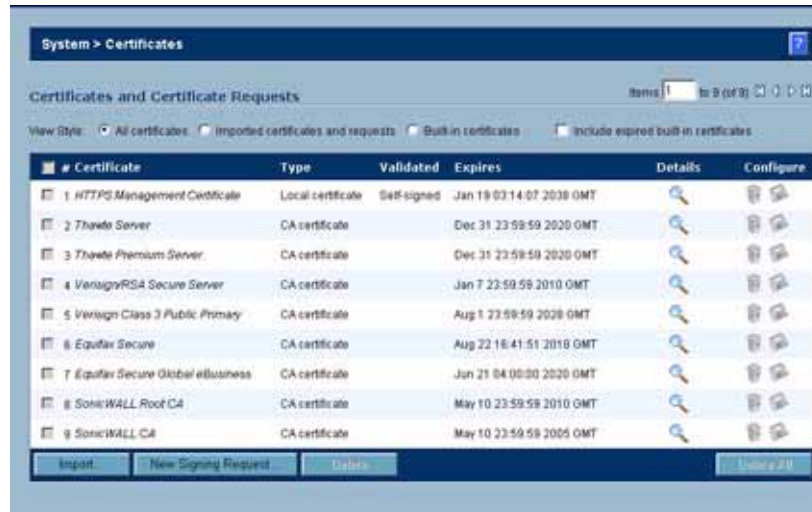 System > Certificates
?
Certificates and Certificate Requests
Items 1 to 9 (of 9)
View Style: All certificates Imported certificates and requests Built-in certificates Include expired built-in certificates
# Certificate Type Validated Expires Details Configure
1 HTTPS Management Certificate Local certificate Self-signed Jan 19 03:14:07 2038 GMT
2 Thawte Server CA certificate Dec 31 23:59:59 2020 GMT
3 Thawte Premium Server CA certificate Dec 31 23:59:59 2020 GMT
4 Verisign/RSA Secure Server CA certificate Jan 7 23:59:59 2010 GMT
5 Verisign Class 3 Public Primary CA certificate Aug 1 23:59:59 2028 GMT
6 Equifax Secure CA certificate Aug 22 16:41:51 2018 GMT
7 Equifax Secure Global eBusiness CA certificate Jun 21 04:00:00 2020 GMT
8 SonicWALL Root CA CA certificate May 10 23:59:59 2010 GMT
9 SonicWALL CA CA certificate May 10 23:59:59 2005 GMT
Import... New Signing Request... Delete Delete All